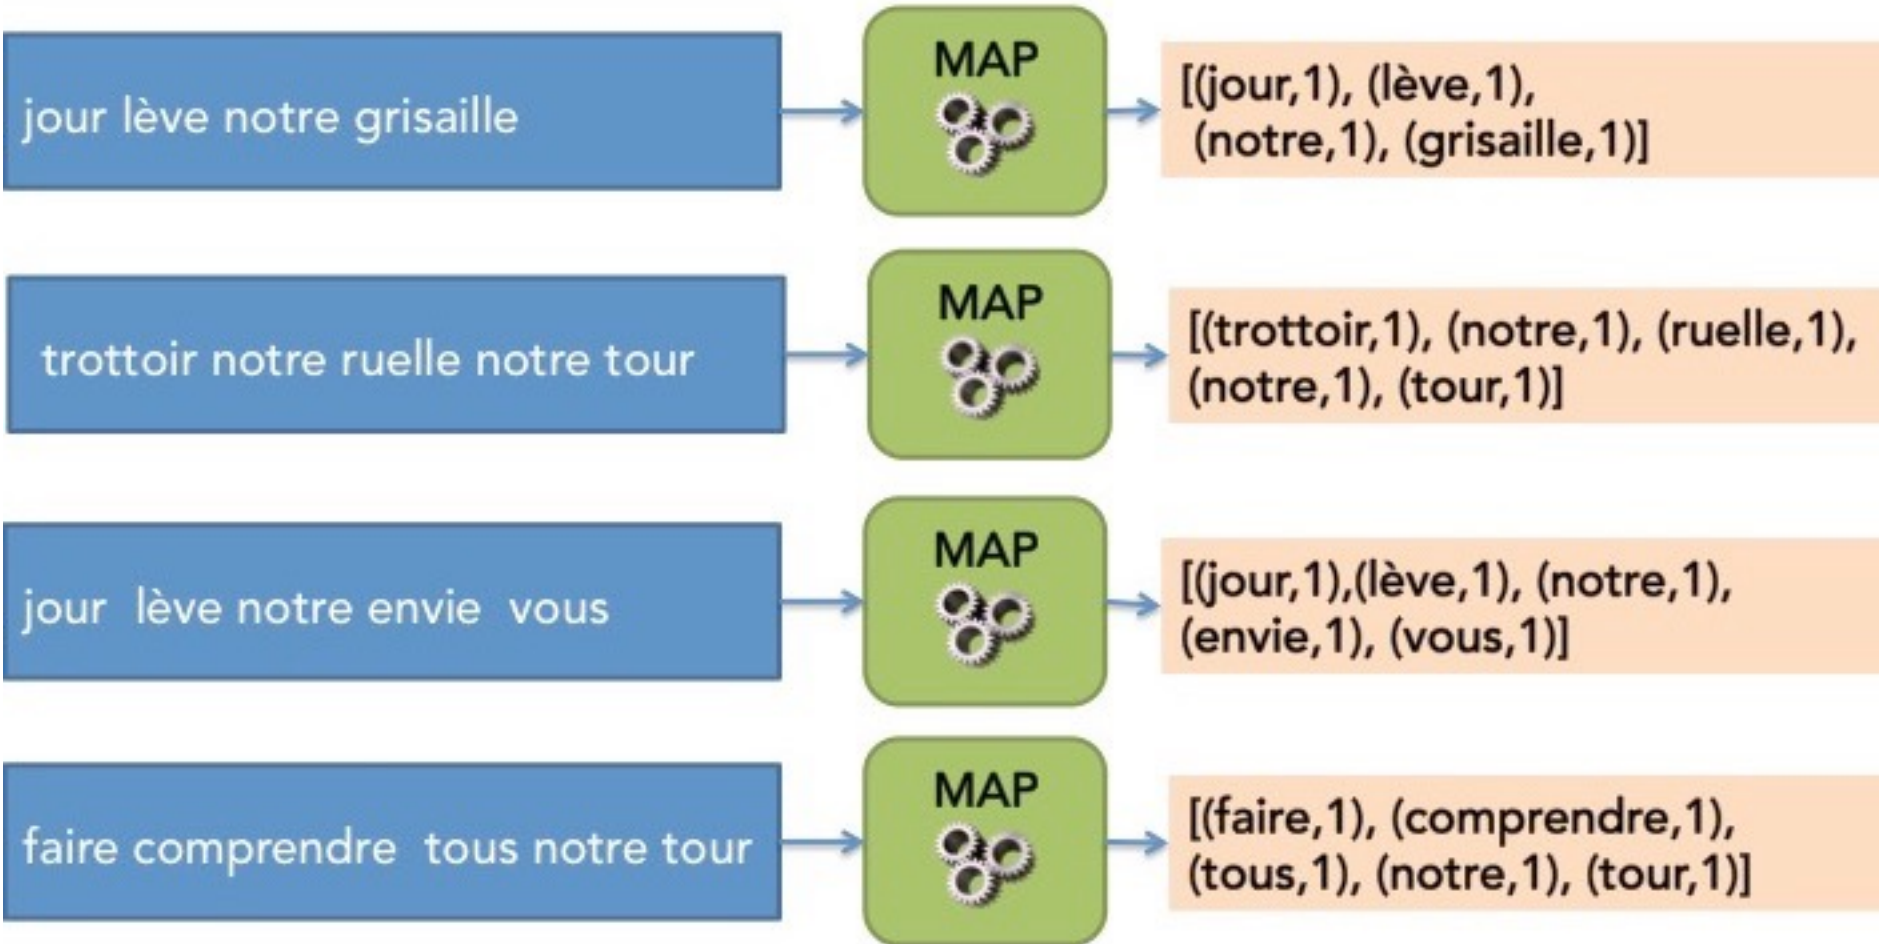 jour lève notre grisaille
MAP
[(jour,1), (lève,1),
(notre,1), (grisaille,1)]
trottoir notre ruelle notre tour
MAP
[(trottoir,1), (notre,1), (ruelle,1),
(notre,1), (tour,1)]
jour lève notre envie vous
MAP
[(jour,1),(lève,1), (notre,1),
(envie,1), (vous,1)]
faire comprendre tous notre tour
MAP
[(faire,1), (comprendre,1),
(tous,1), (notre,1), (tour,1)]